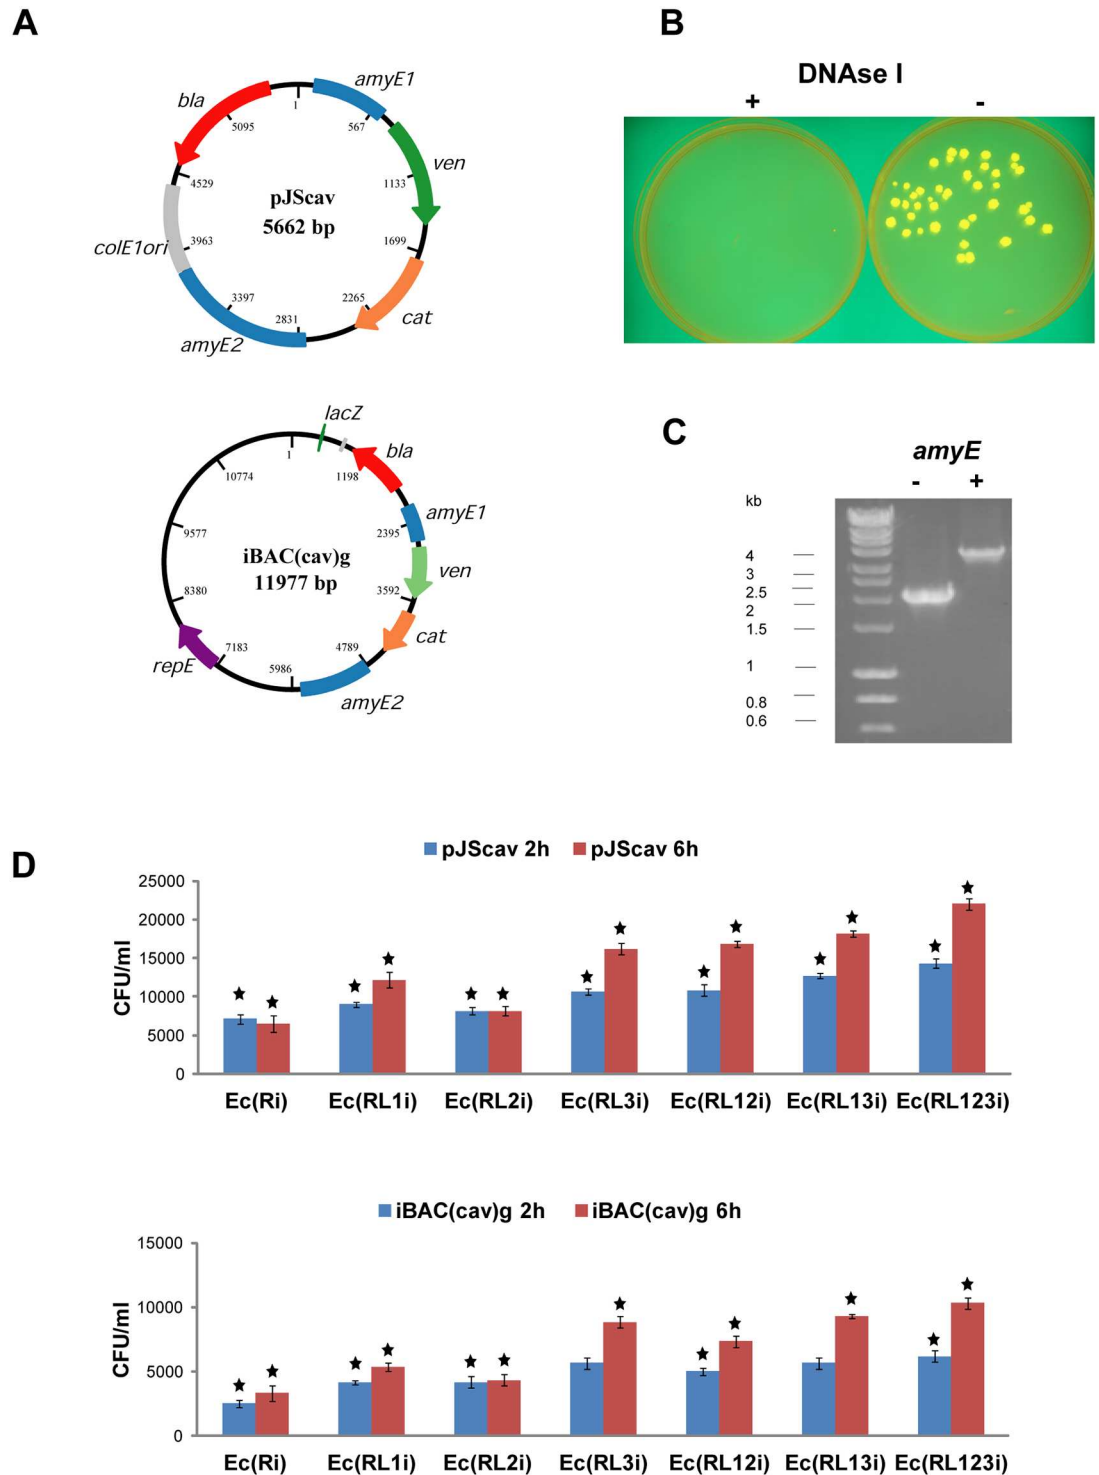 A
amyE1
bla
1
5095
567
ven
4529
1133
pJScav
5662 bp
colE1ori
3963
1699
3397
2265
2831
cat
amyE2
lacZ
1
bla
10774
1198
amyE1
9577
2395
iBAC(cav)g
11977 bp
ven
8380
3592
cat
repE
7183
5986
4789
amyE2
B
DNAse I
+ -
C
amyE
- +
kb
4
3
2.5
2
1.5
1
0.8
0.6
D
pJScav 2h pJScav 6h
25000
20000
15000
10000
5000
0
CFU/ml
Ec(Ri) Ec(RL1i) Ec(RL2i) Ec(RL3i) Ec(RL12i) Ec(RL13i) Ec(RL123i)
iBAC(cav)g 2h iBAC(cav)g 6h
15000
10000
5000
0
CFU/ml
Ec(Ri) Ec(RL1i) Ec(RL2i) Ec(RL3i) Ec(RL12i) Ec(RL13i) Ec(RL123i)